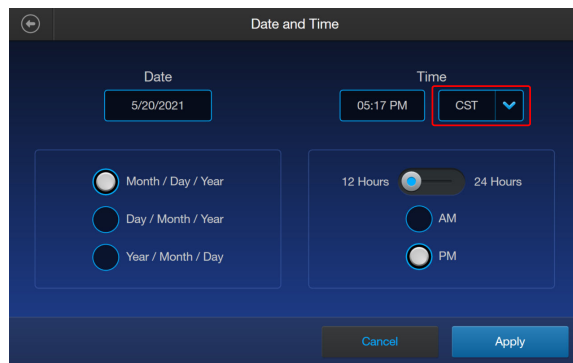 Date and Time
Date
Time
5/20/2021
05:17 PM
CST
Month / Day / Year
Day / Month / Year
Year / Month / Day
12 Hours
24 Hours
AM
PM
Cancel
Apply